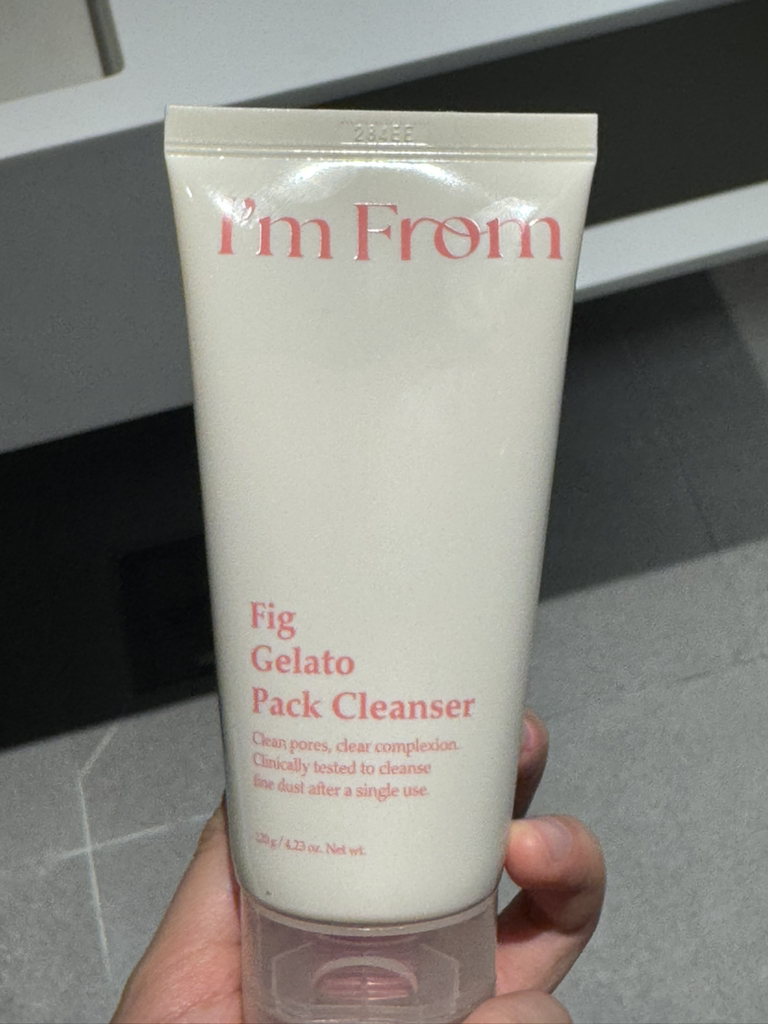 I'm From
Fig
Gelato
Pack Cleanser
Clean pores, clear complexion.
Clinically tested to cleanse
fine dust after a single use.
120g / 4.23 oz. Net wt.